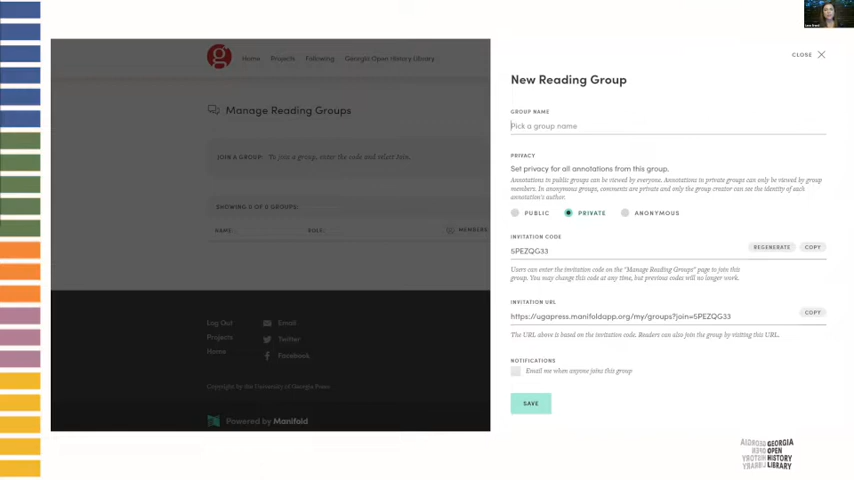 Home Projects Following Georgia Open History Library
Manage Reading Groups
JOIN A GROUP: To join a group, enter the code and select Join.
SHOWING 0 OF 0 GROUPS:
NAME: ROLE: MEMBERS
Log Out Email
Projects Twitter
Home Facebook
Copyright by the University of Georgia Press
Powered by Manifold
CLOSE
New Reading Group
GROUP NAME
Pick a group name
PRIVACY
Set privacy for all annotations from this group.
Annotations in public groups can be viewed by everyone. Annotations in private groups can only be viewed by group
members. In anonymous groups, comments are private and only the group creator can see the identity of each
annotation's author.
PUBLIC PRIVATE ANONYMOUS
INVITATION CODE
5PEZQG33 REGENERATE COPY
Users can enter the invitation code on the "Manage Reading Groups" page to join this
group. You may change this code at any time, but previous codes will no longer work.
INVITATION URL
https://ugapress.manifoldapp.org/my/groups?join=5PEZQG33 COPY
The URL above is based on the invitation code. Readers can also join the group by visiting this URL.
NOTIFICATIONS
Email me when anyone joins this group
SAVE
GEORGIA
OPEN
HISTORY
LIBRARY